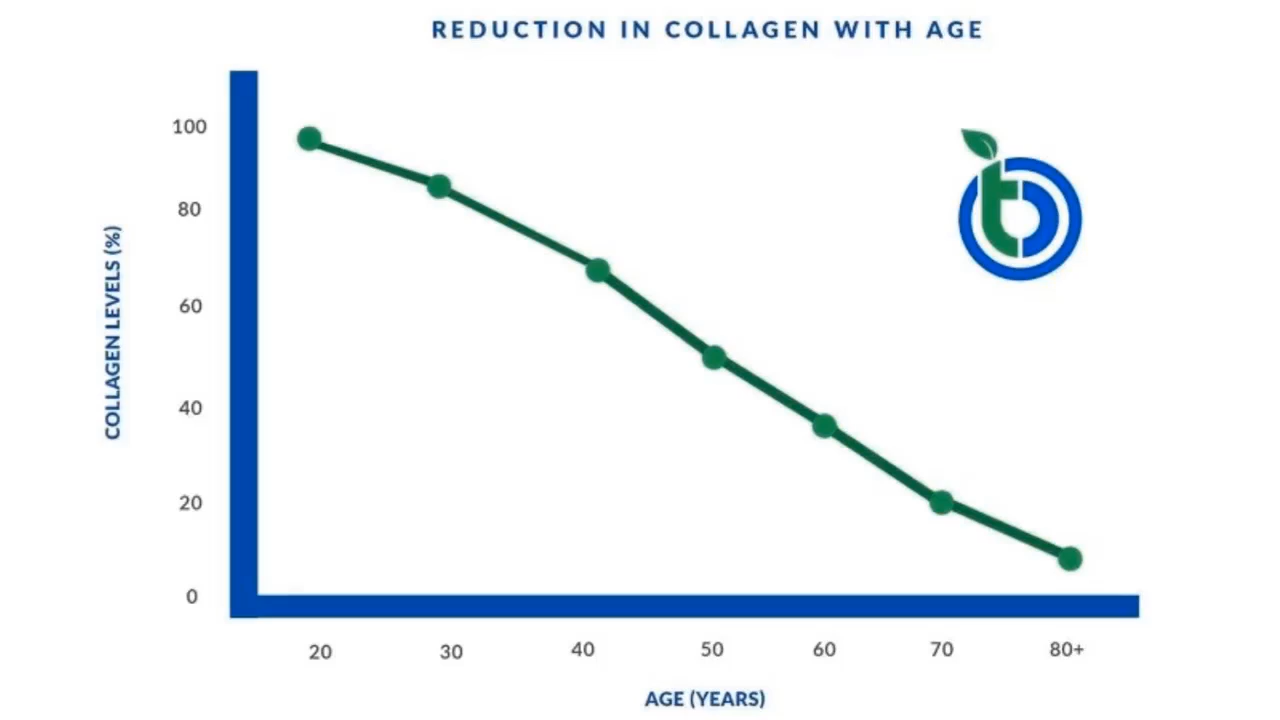 REDUCTION IN COLLAGEN WITH AGE
100
80
60
40
20
0
COLLAGEN LEVELS (%)
20 30 40 50 60 70 80+
AGE (YEARS)
tb